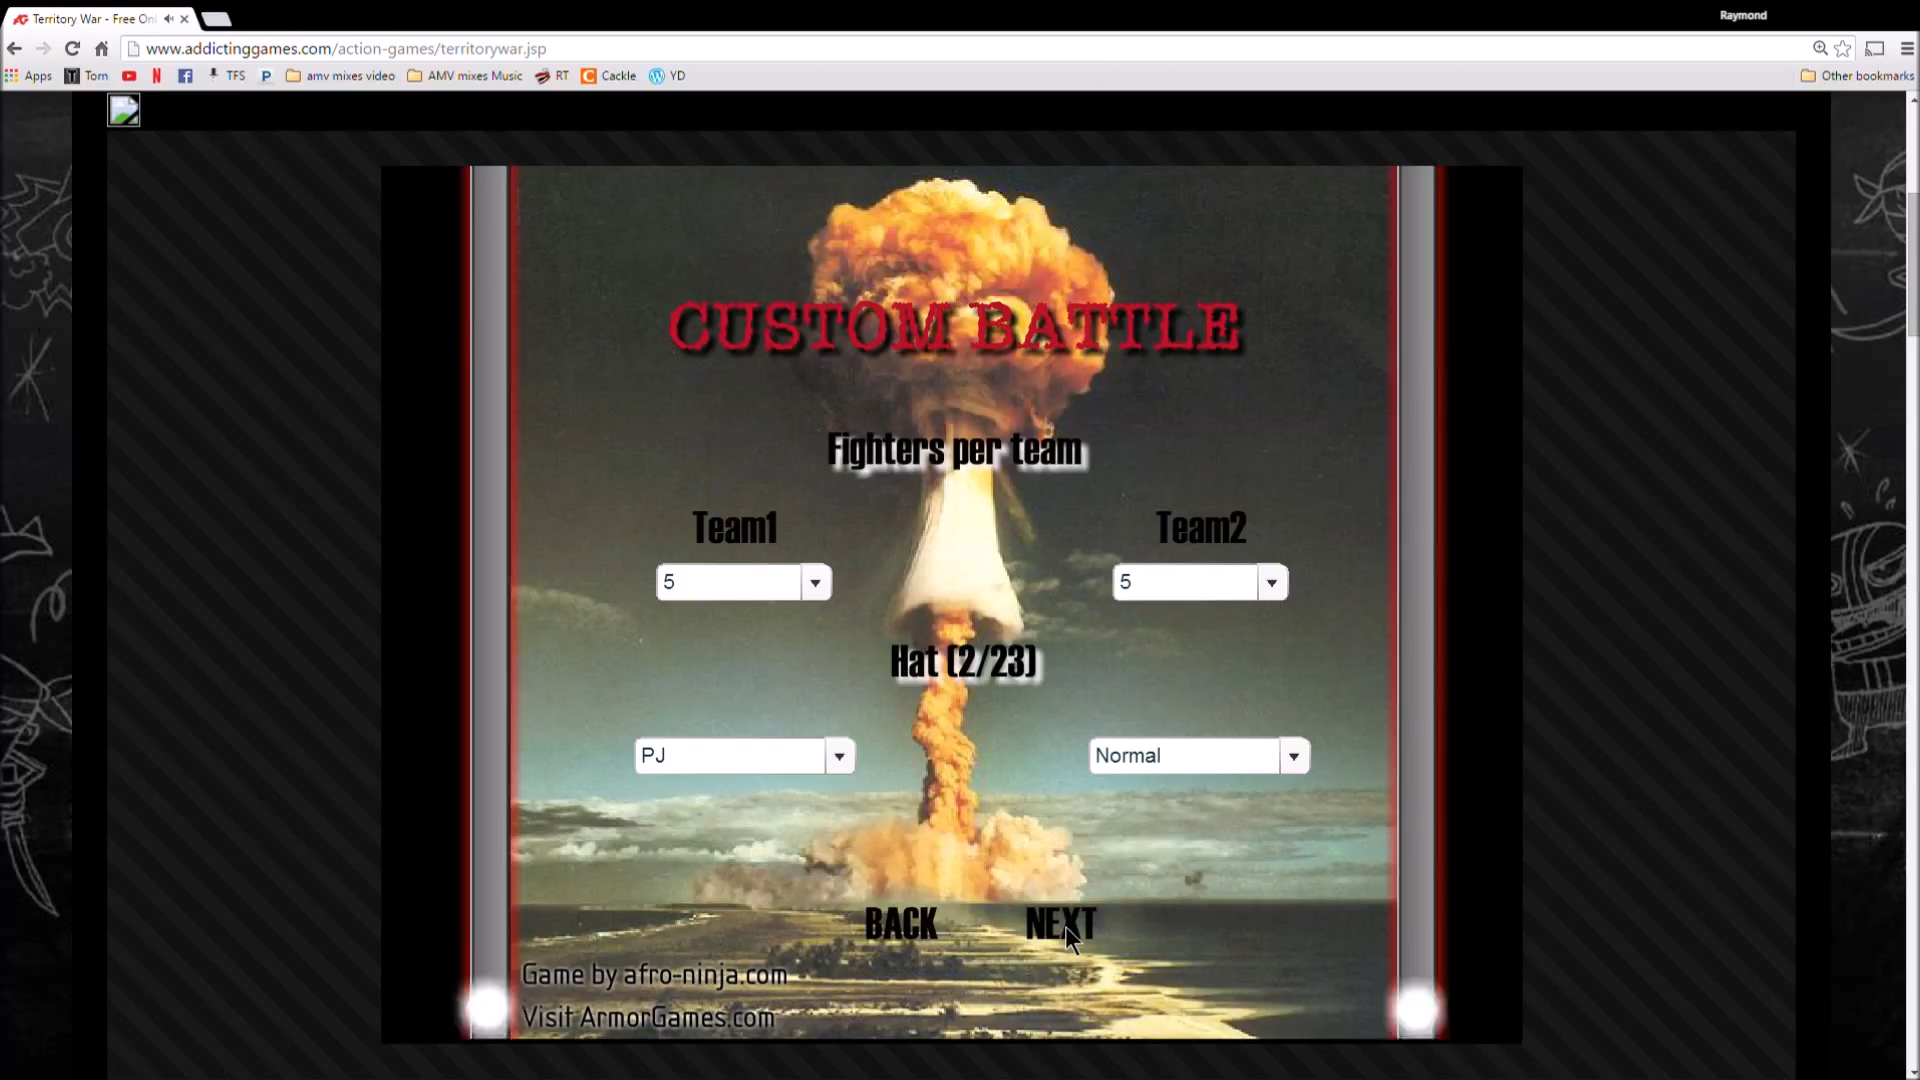 Territory War - Free Onl
Raymond
www.addictinggames.com/action-games/territorywar.jsp
Apps Torn TFS amv mixes video AMV mixes Music RT Cackle YD Other bookmarks
CUSTOM BATTLE
Fighters per team
Team1 Team2
5 5
Hat (2/23)
PJ Normal
BACK NEXT
Game by afro-ninja.com
Visit ArmorGames.com